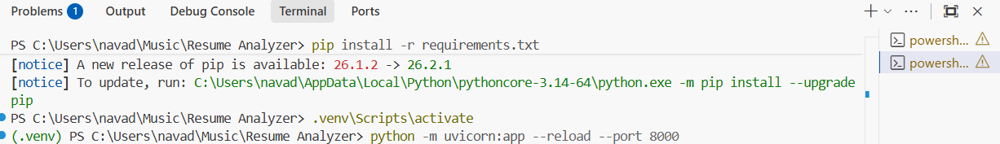 Problems 1 Output Debug Console Terminal Ports
PS C:\Users\navad\Music\Resume Analyzer> pip install -r requirements.txt
[notice] A new release of pip is available: 26.1.2 -> 26.2.1
[notice] To update, run: C:\Users\navad\AppData\Local\Python\pythoncore-3.14-64\python.exe -m pip install --upgrade
pip
PS C:\Users\navad\Music\Resume Analyzer> .venv\Scripts\activate
(.venv) PS C:\Users\navad\Music\Resume Analyzer> python -m uvicorn:app --reload --port 8000
powersh...
powersh...